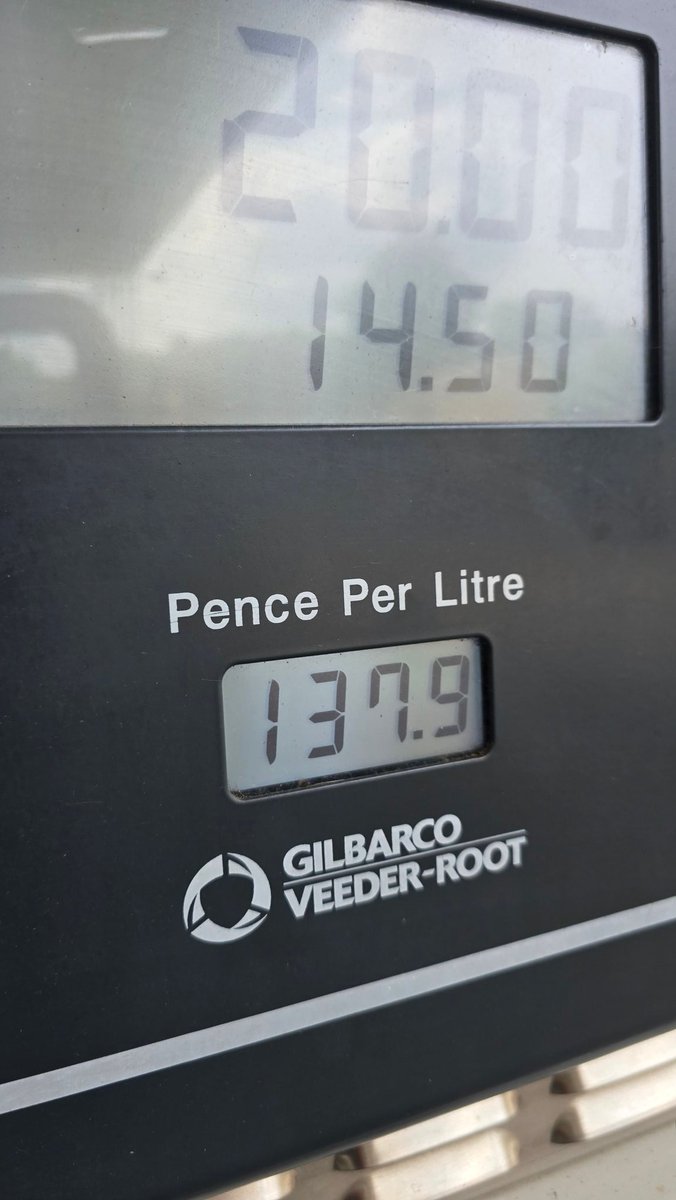 20.00
14.50
Pence Per Litre
137.9
GILBARCO
VEEDER-ROOT